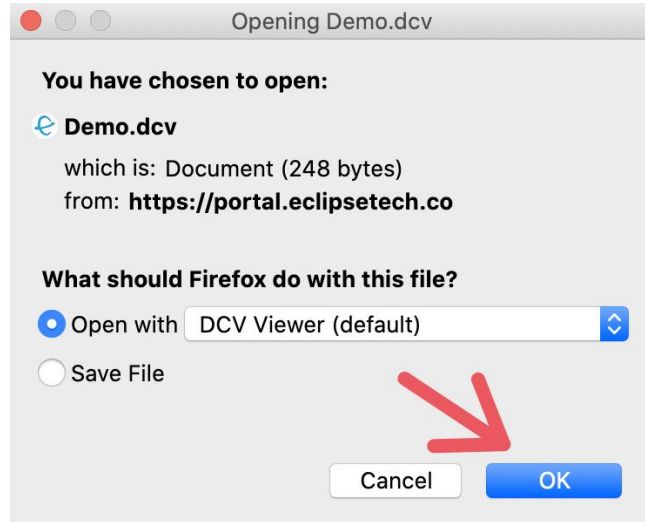 Opening Demo.dcv
You have chosen to open:
Demo.dcv
which is: Document (248 bytes)
from: https://portal.eclipsetech.co
What should Firefox do with this file?
Open with DCV Viewer (default)
Save File
Cancel OK